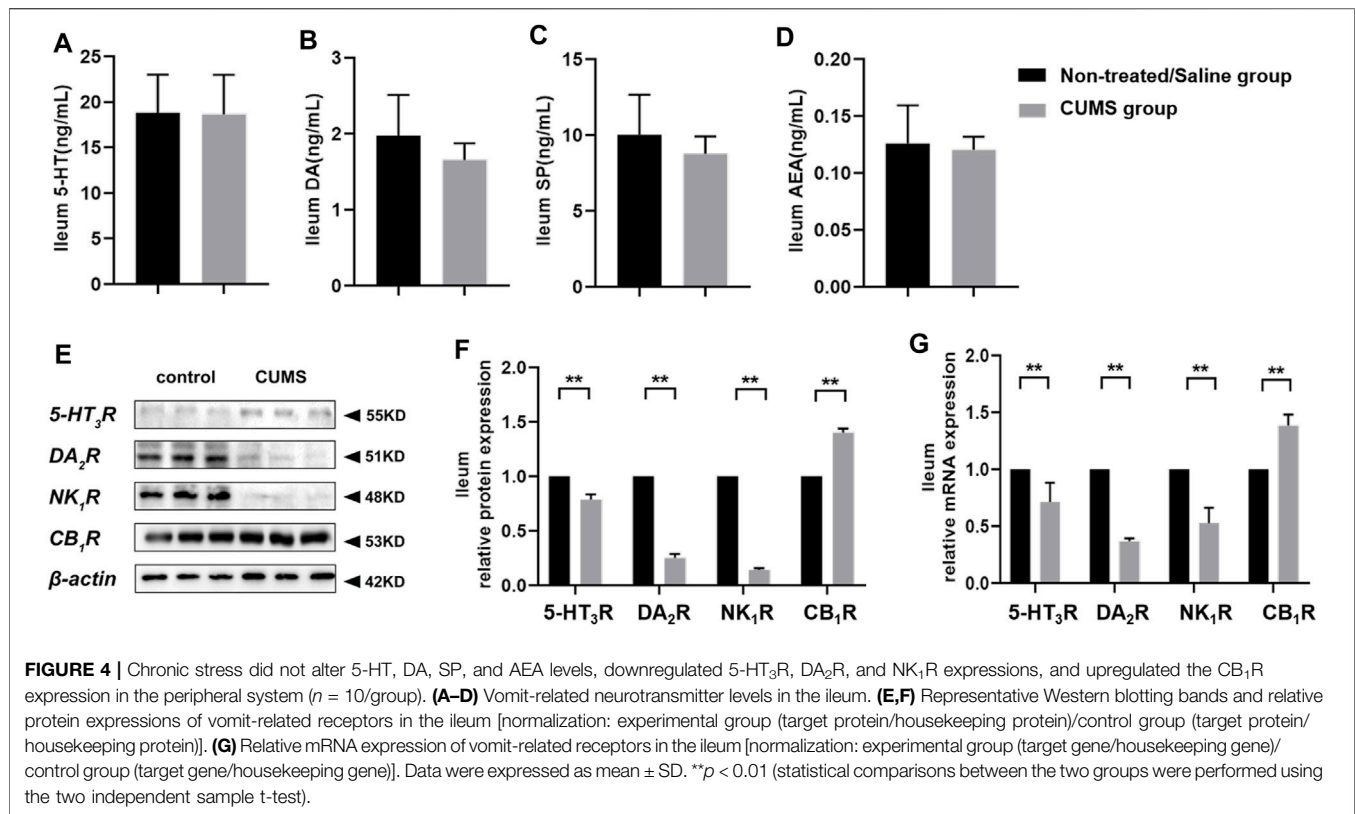 A
25
20
15
10
5
0
Ileum 5-HT(ng/mL)
B
3
2
1
0
Ileum DA(ng/mL)
C
15
10
5
0
Ileum SP(ng/mL)
D
0.20
0.15
0.10
0.05
0.00
Ileum AEA(ng/mL)
Non-treated/Saline group
CUMS group
E
control CUMS
5-HT₃R 55KD
DA₂R 51KD
NK₁R 48KD
CB₁R 53KD
β-actin 42KD
F
Ileum
relative protein expression
2.0
1.5
1.0
0.5
0.0
** ** ** **
5-HT₃R DA₂R NK₁R CB₁R
G
Ileum
relative mRNA expression
2.0
1.5
1.0
0.5
0.0
** ** ** **
5-HT₃R DA₂R NK₁R CB₁R
FIGURE 4 | Chronic stress did not alter 5-HT, DA, SP, and AEA levels, downregulated 5-HT₃R, DA₂R, and NK₁R expressions, and upregulated the CB₁R
expression in the peripheral system (n = 10/group). (A–D) Vomit-related neurotransmitter levels in the ileum. (E,F) Representative Western blotting bands and relative
protein expressions of vomit-related receptors in the ileum [normalization: experimental group (target protein/housekeeping protein)/control group (target protein/
housekeeping protein)]. (G) Relative mRNA expression of vomit-related receptors in the ileum [normalization: experimental group (target gene/housekeeping gene)/
control group (target gene/housekeeping gene)]. Data were expressed as mean ± SD. **p < 0.01 (statistical comparisons between the two groups were performed using
the two independent sample t-test).